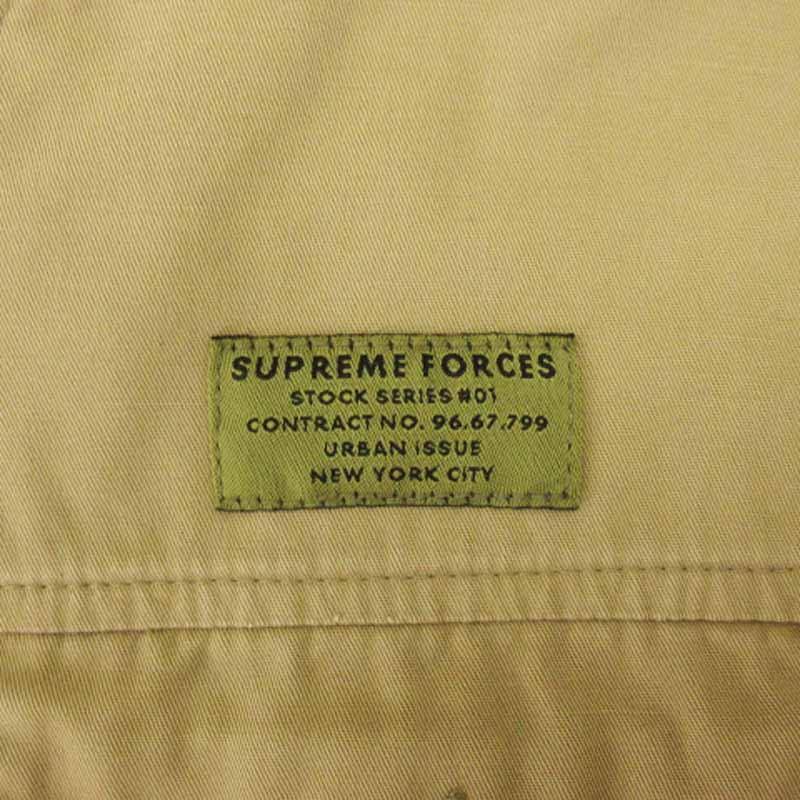 SUPREME FORCES
STOCK SERIES #01
CONTRACT NO. 96.67.799
URBAN ISSUE
NEW YORK CITY